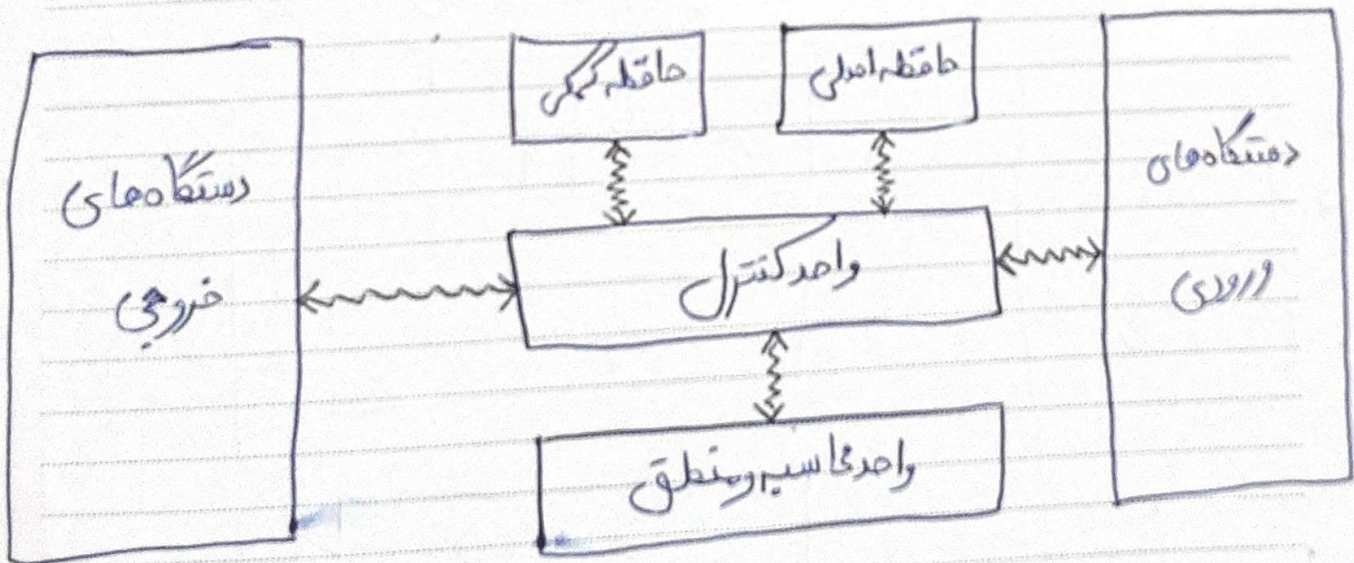 حافظه اصلی
حافظه کمکی
دستگاه‌های
ورودی
واحد کنترل
دستگاه‌های
خروجی
واحد محاسبه و منطق